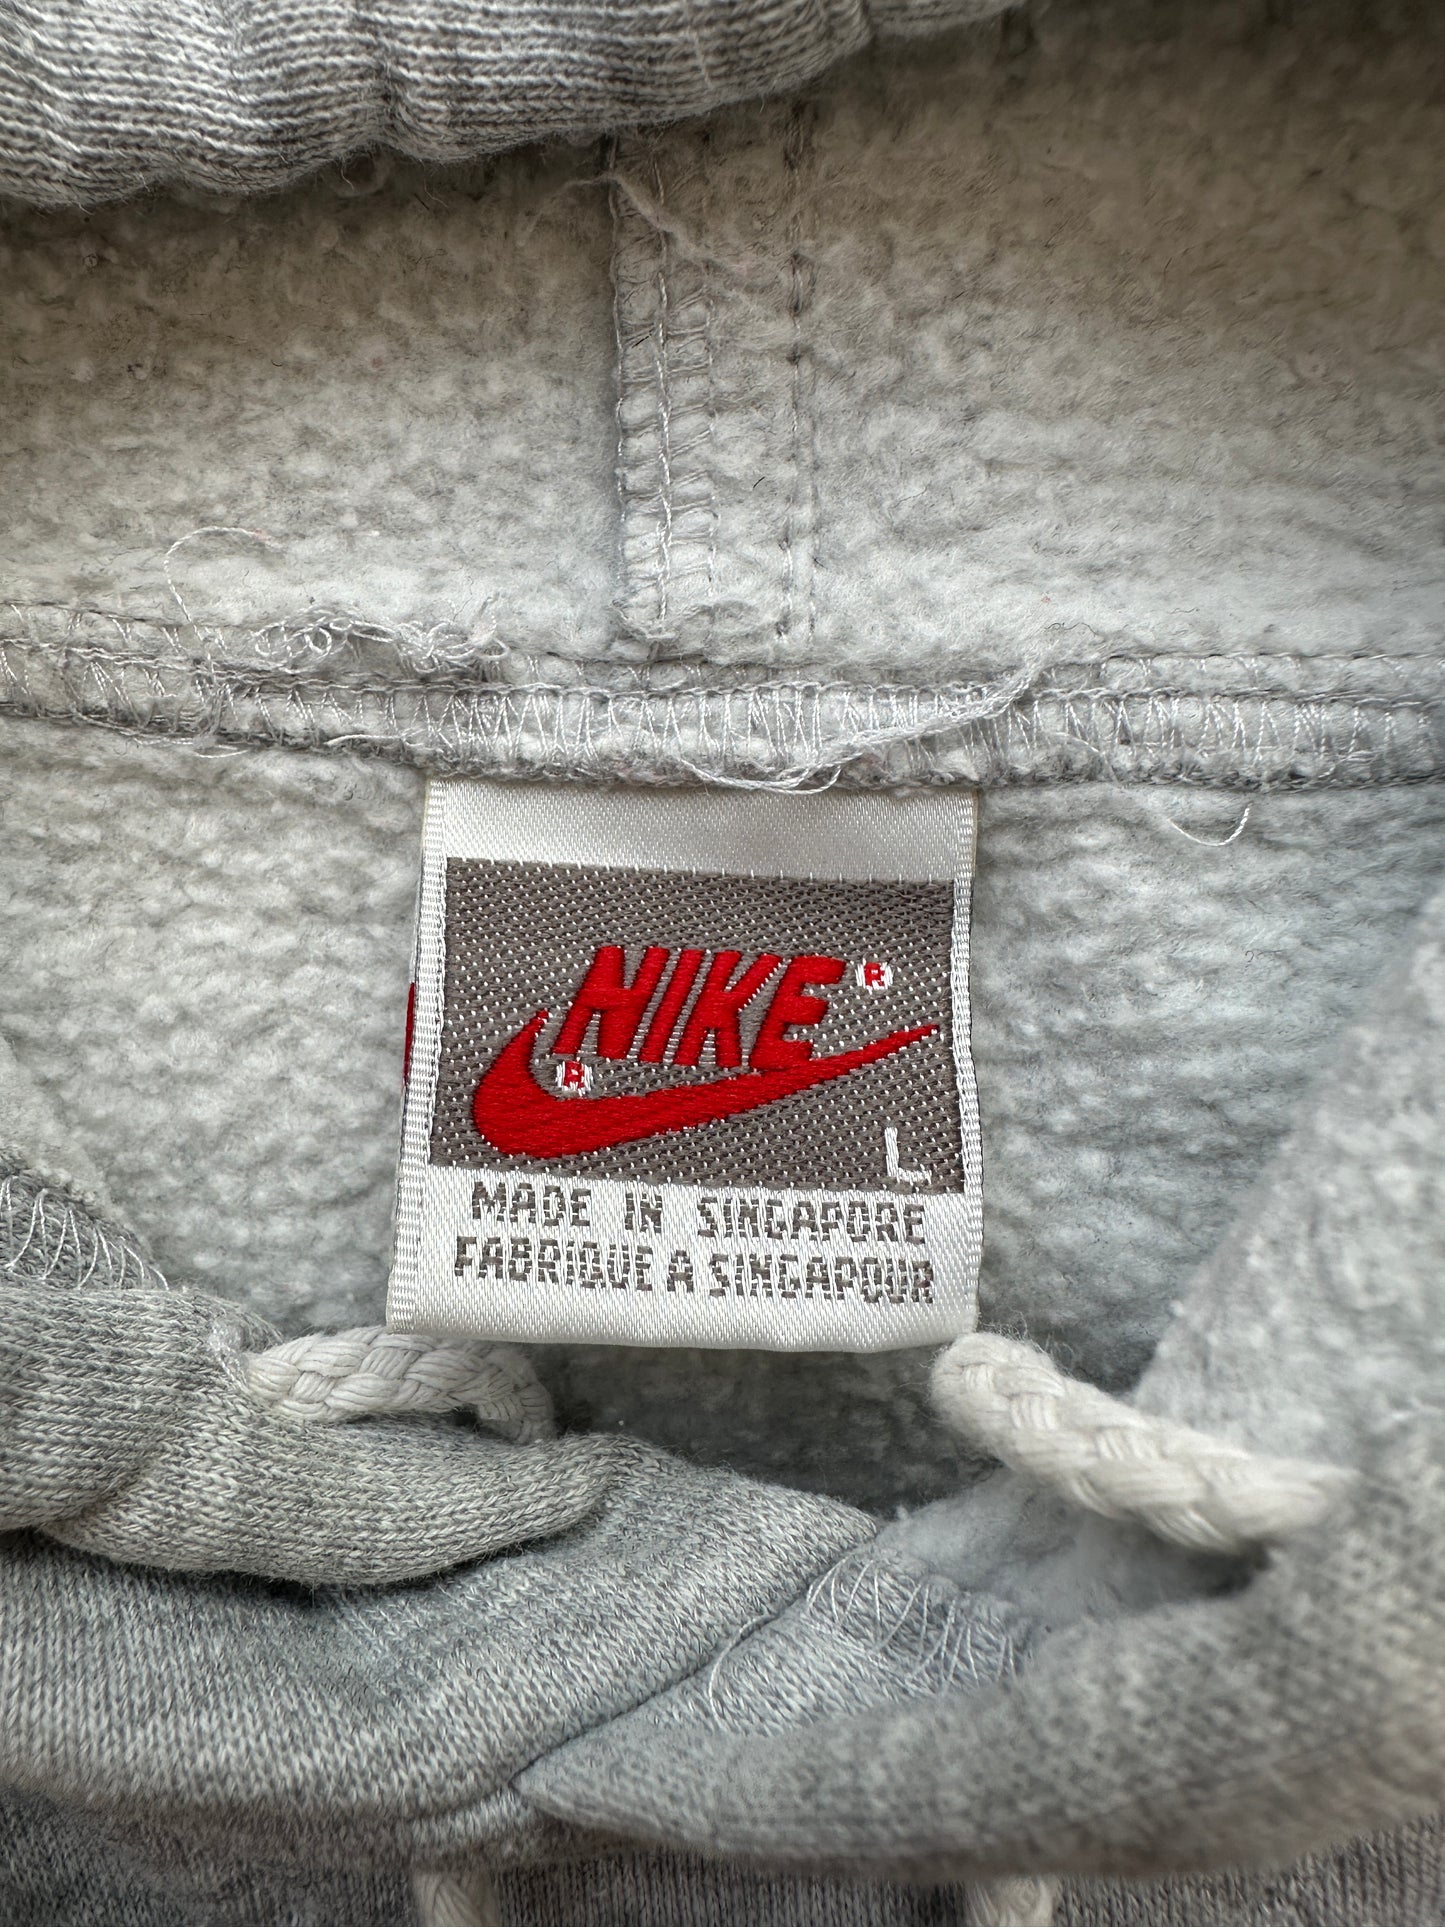 NIKE®
®
L
MADE IN SINGAPORE
FABRIQUE A SINGAPOUR